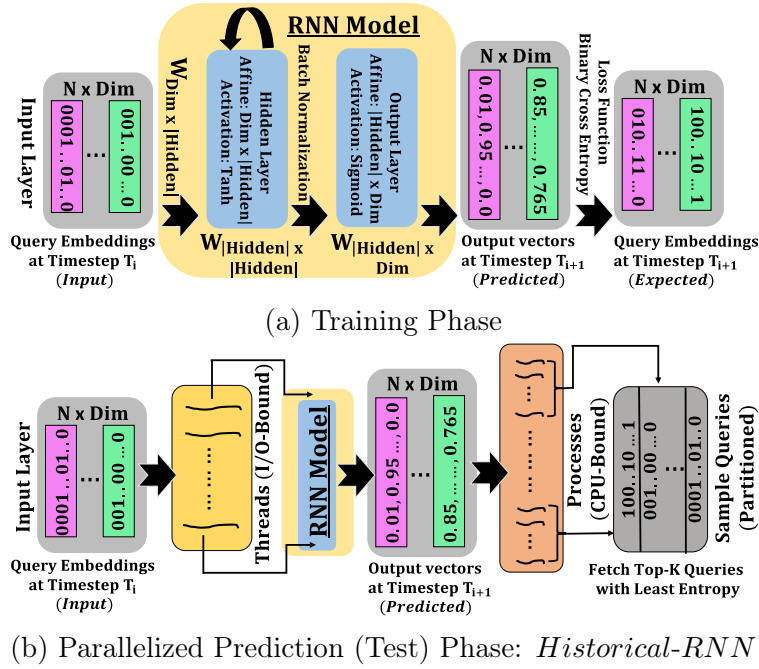 RNN Model
Input Layer
N x Dim
0001 . . 01 . . 0
...
001 . . 00 ... 0
Query Embeddings
at Timestep Ti
(Input)
W Dim x |Hidden|
Hidden Layer
Affine: Dim x |Hidden|
Activation: Tanh
W |Hidden| x
|Hidden|
Batch Normalization
Output Layer
Affine: |Hidden| x Dim
Activation: Sigmoid
W |Hidden| x
Dim
N x Dim
0.01, 0.95 ..., 0.0
...
0.85, ... ..., 0.765
Output vectors
at Timestep Ti+1
(Predicted)
Loss Function
Binary Cross Entropy
N x Dim
010. . 11 ... 0
...
100. . 10 ... 1
Query Embeddings
at Timestep Ti+1
(Expected)
(a) Training Phase
Input Layer
N x Dim
0001 . . 01 . . 0
...
001. . 00 ... 0
Query Embeddings
at Timestep Ti
(Input)
Threads (I/O-Bound)
RNN Model
N x Dim
0.01, 0.95 ..., 0.0
...
0.85, ... ..., 0.765
Output vectors
at Timestep Ti+1
(Predicted)
Processes
(CPU-Bound)
100. . 10 ... 1
001. . 00 ... 0
...
0001 . . 01 . . 0
Sample Queries
(Partitioned)
Fetch Top-K Queries
with Least Entropy
(b) Parallelized Prediction (Test) Phase: Historical-RNN